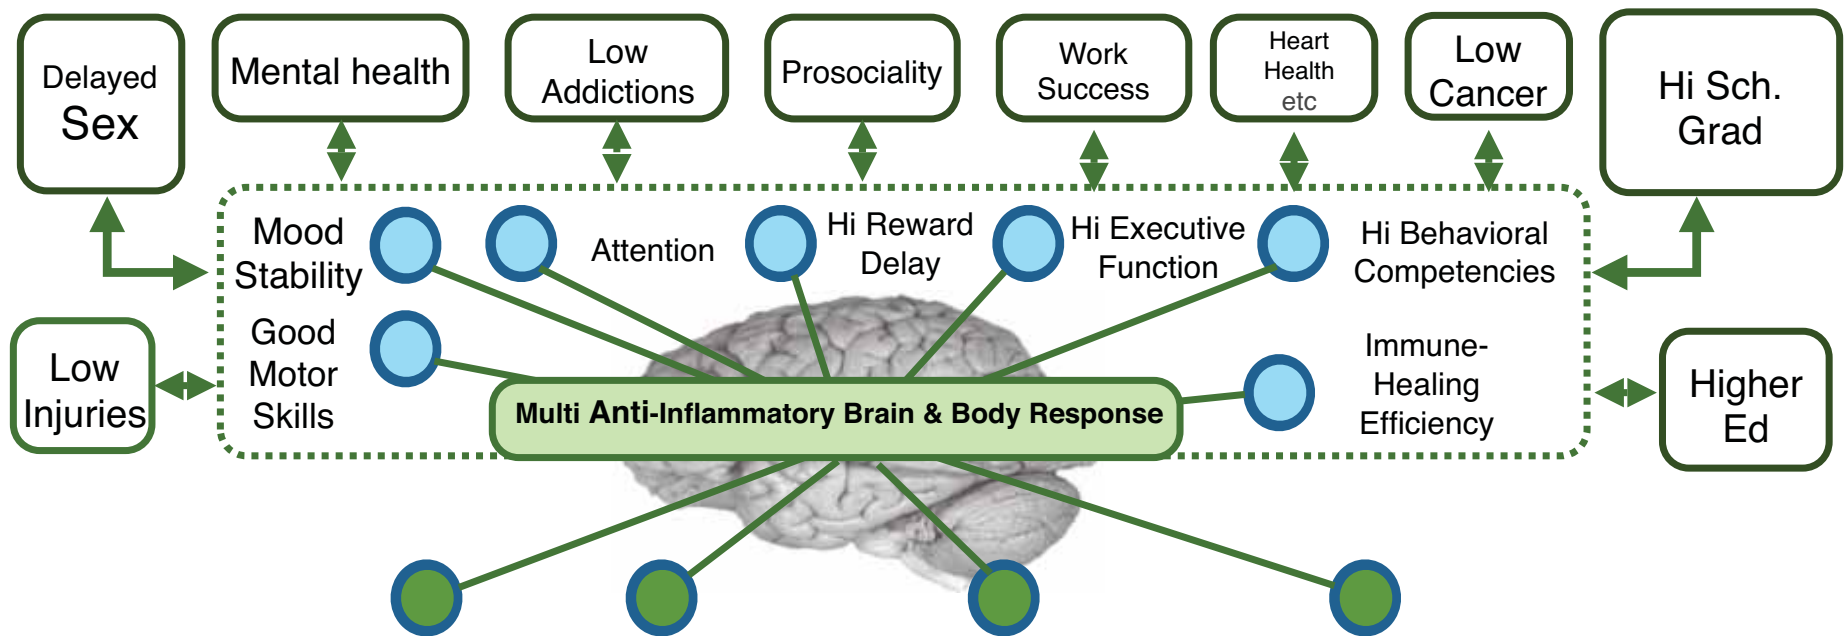 Delayed
Sex
Mental health
Low
Addictions
Prosociality
Work
Success
Heart
Health
etc
Low
Cancer
Hi Sch.
Grad
Mood
Stability
Attention
Hi Reward
Delay
Hi Executive
Function
Hi Behavioral
Competencies
Low
Injuries
Good
Motor
Skills
Multi Anti-Inflammatory Brain & Body Response
Immune-
Healing
Efficiency
Higher
Ed